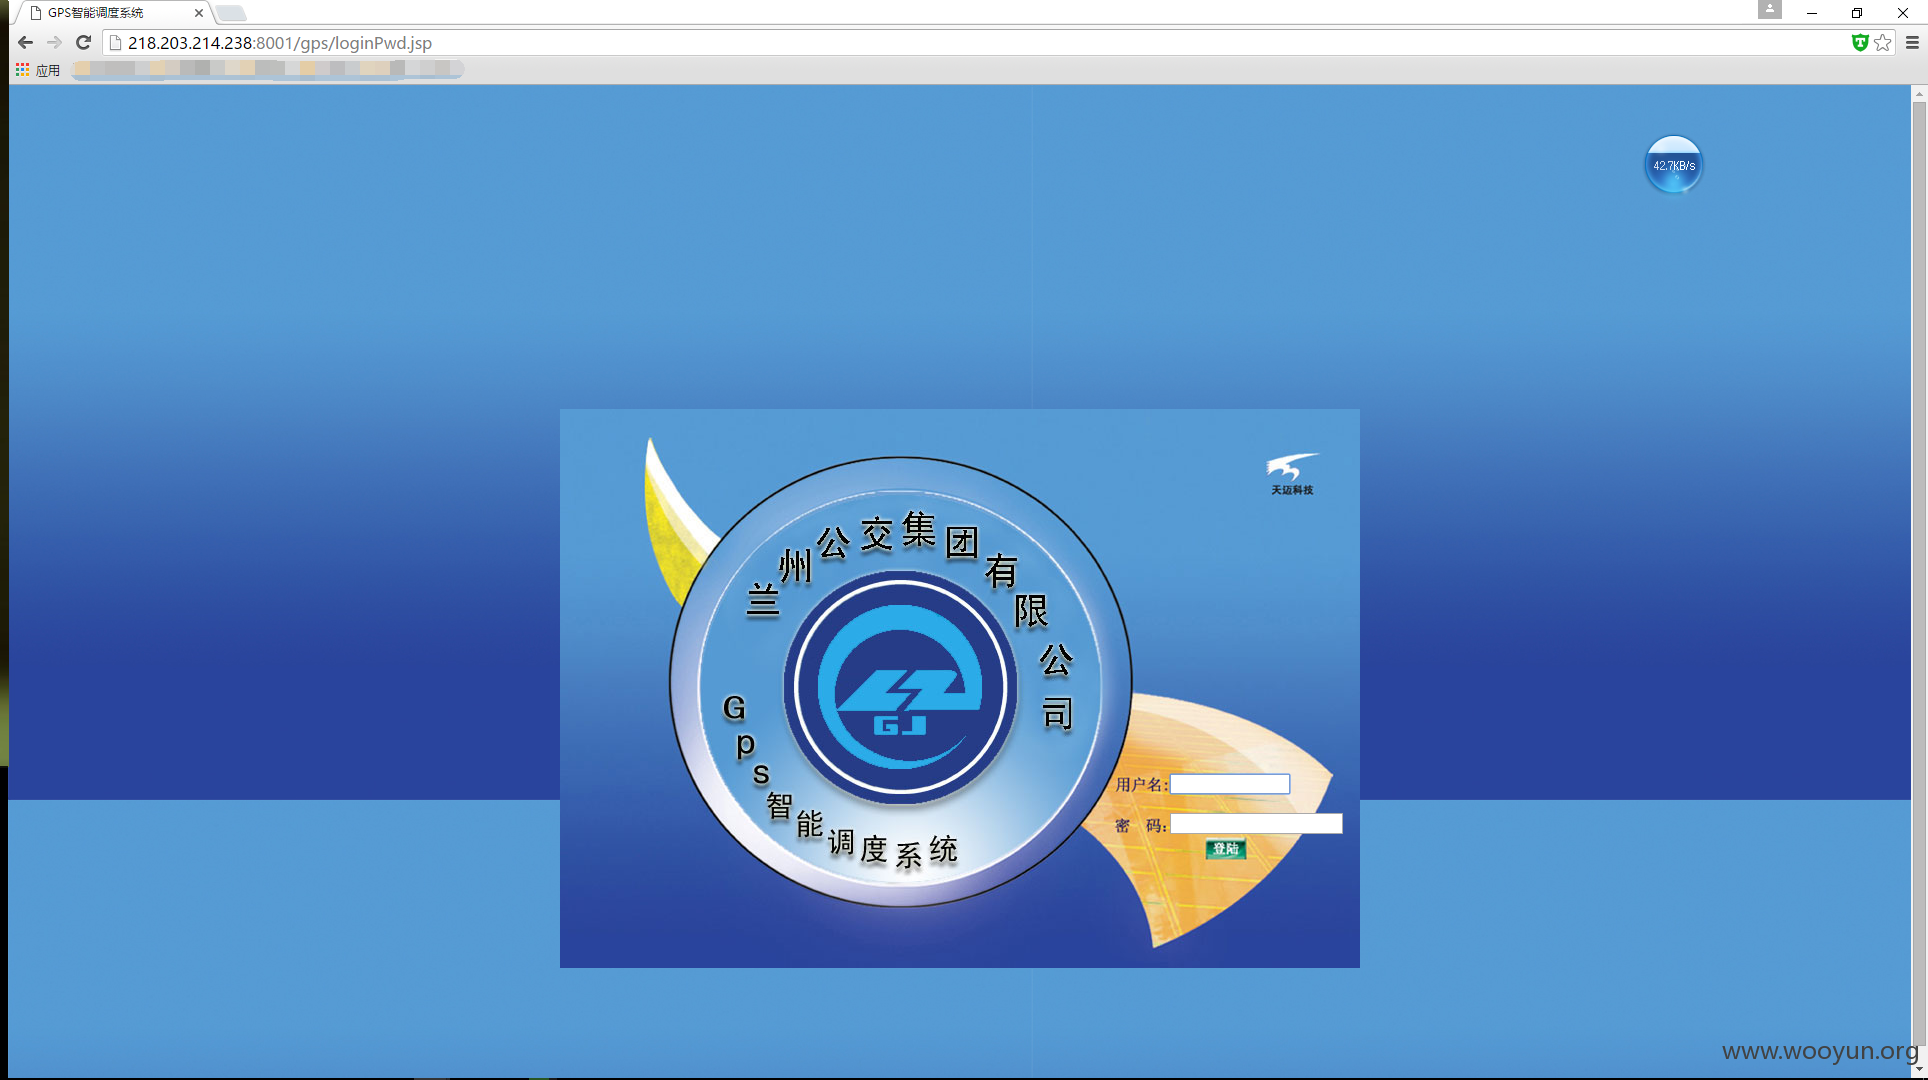 GPS智能调度系统
218.203.214.238:8001/gps/loginPwd.jsp
应用
42.7KB/s
天迈科技
兰州公交集团有限公司
GJ
Gps智能调度系统
用户名:
密 码:
登陆
www.wooyun.org